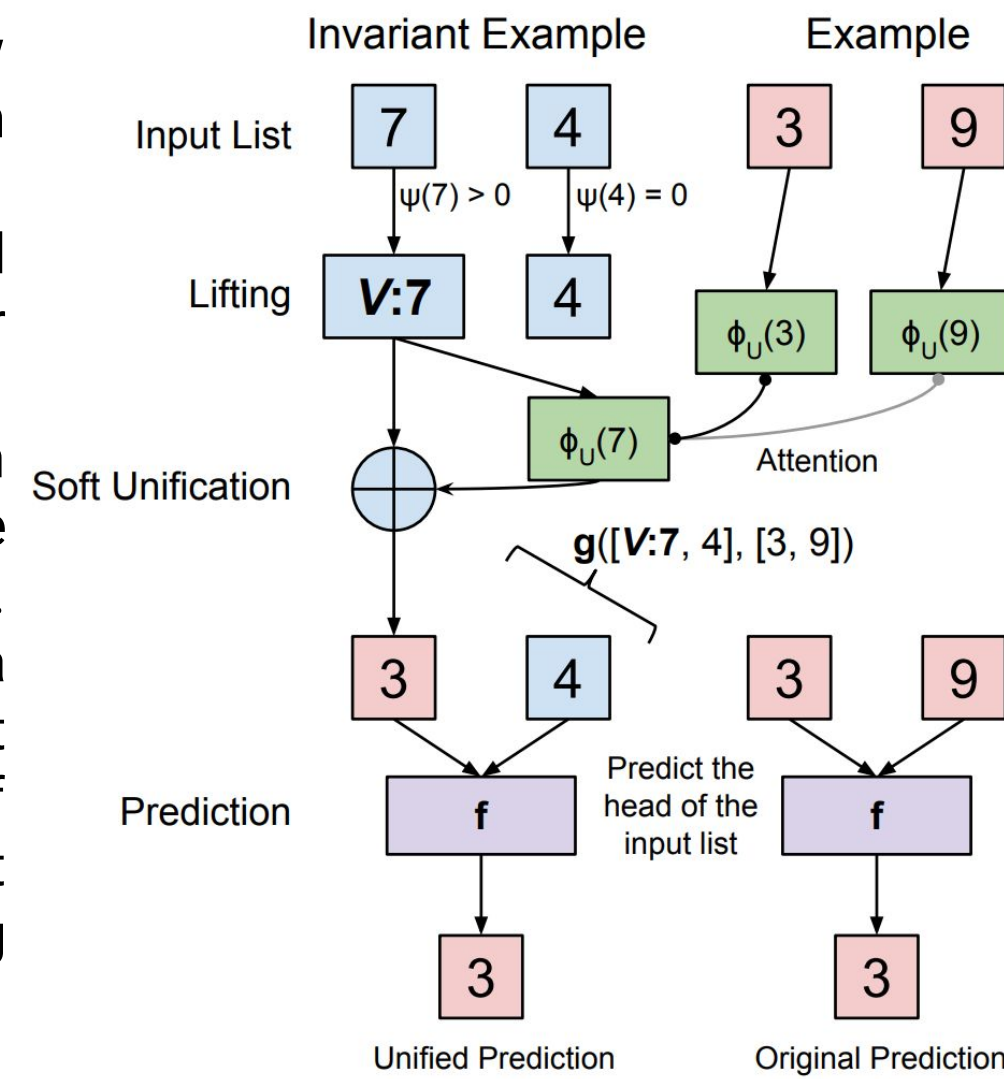 Invariant Example Example
Input List 7 4 3 9
ψ(7) > 0 ψ(4) = 0
Lifting V:7 4 ϕU(3) ϕU(9)
ϕU(7)
Attention
Soft Unification
g([V:7, 4], [3, 9])
3 4 3 9
Prediction f f
Predict the
head of the
input list
3 3
Unified Prediction Original Prediction